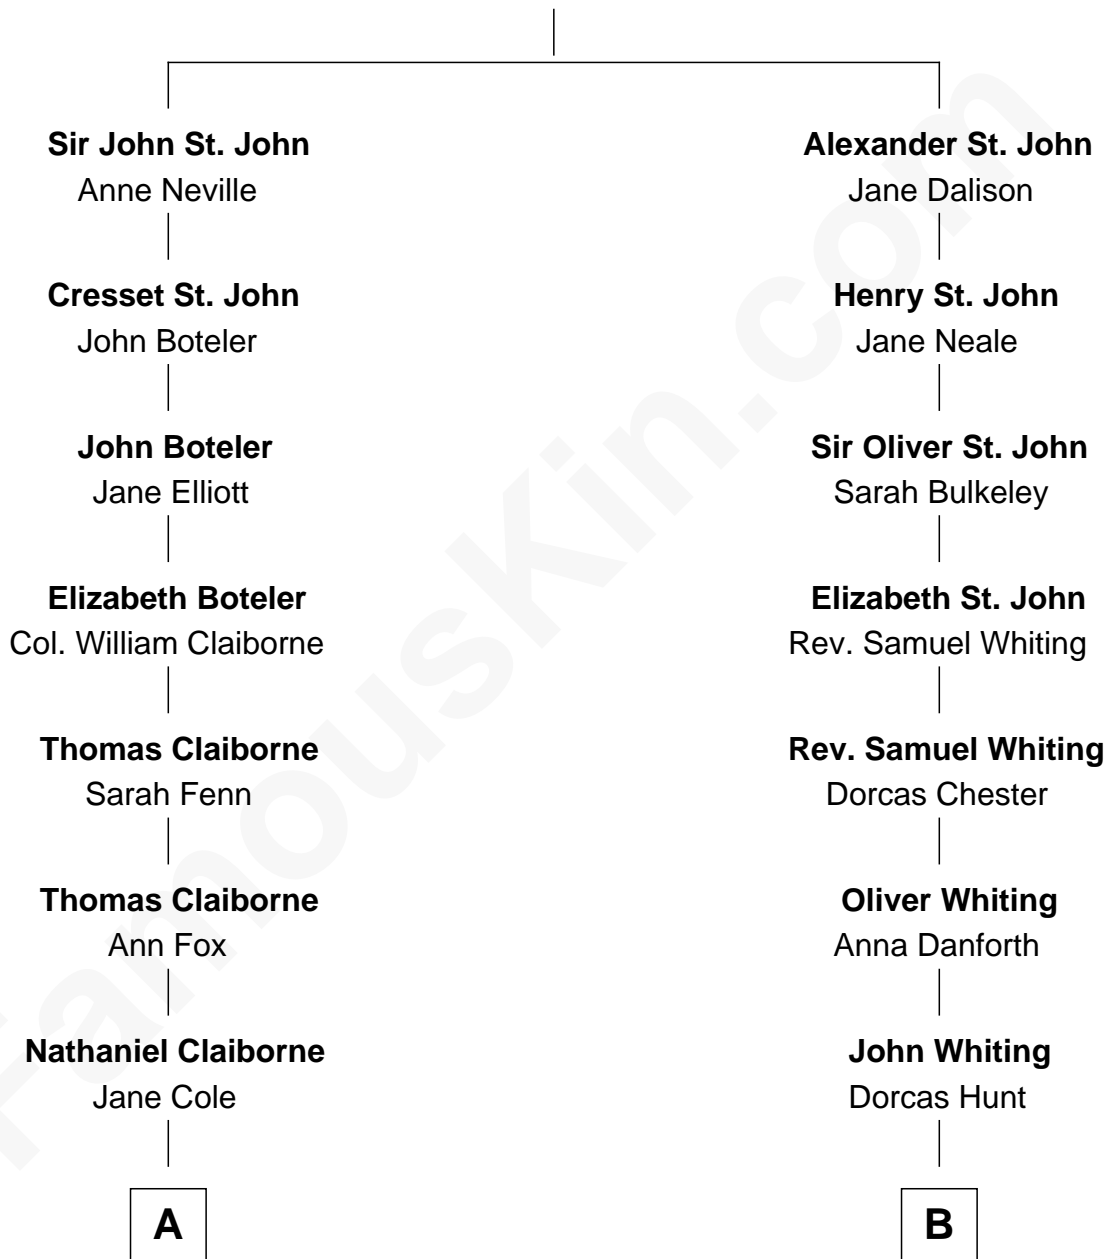 Sir John St. John
Anne Neville
Cresset St. John
John Boteler
John Boteler
Jane Elliott
Elizabeth Boteler
Col. William Claiborne
Thomas Claiborne
Sarah Fenn
Thomas Claiborne
Ann Fox
Nathaniel Claiborne
Jane Cole
A
Alexander St. John
Jane Dalison
Henry St. John
Jane Neale
Sir Oliver St. John
Sarah Bulkeley
Elizabeth St. John
Rev. Samuel Whiting
Rev. Samuel Whiting
Dorcas Chester
Oliver Whiting
Anna Danforth
John Whiting
Dorcas Hunt
B
FamousKin.com